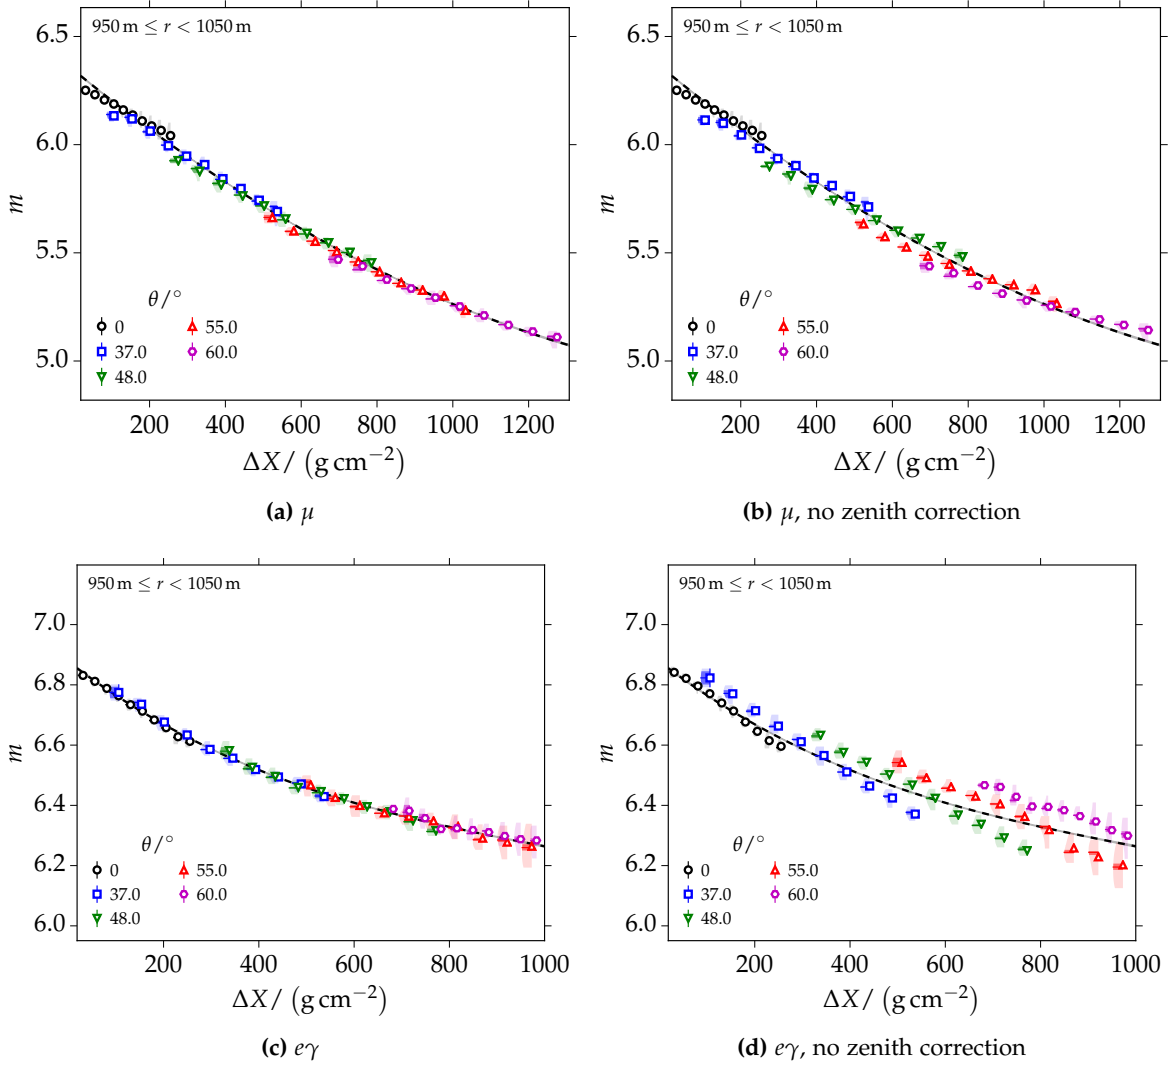 950 m ≤ r < 1050 m
6.5
6.0
5.5
5.0
m
θ/°
0
37.0
48.0
55.0
60.0
200 400 600 800 1000 1200
ΔX/ (g cm⁻²)
(a) μ
950 m ≤ r < 1050 m
6.5
6.0
5.5
5.0
m
θ/°
0
37.0
48.0
55.0
60.0
200 400 600 800 1000 1200
ΔX/ (g cm⁻²)
(b) μ, no zenith correction
950 m ≤ r < 1050 m
7.0
6.8
6.6
6.4
6.2
6.0
m
θ/°
0
37.0
48.0
55.0
60.0
200 400 600 800 1000
ΔX/ (g cm⁻²)
(c) eγ
950 m ≤ r < 1050 m
7.0
6.8
6.6
6.4
6.2
6.0
m
θ/°
0
37.0
48.0
55.0
60.0
200 400 600 800 1000
ΔX/ (g cm⁻²)
(d) eγ, no zenith correction